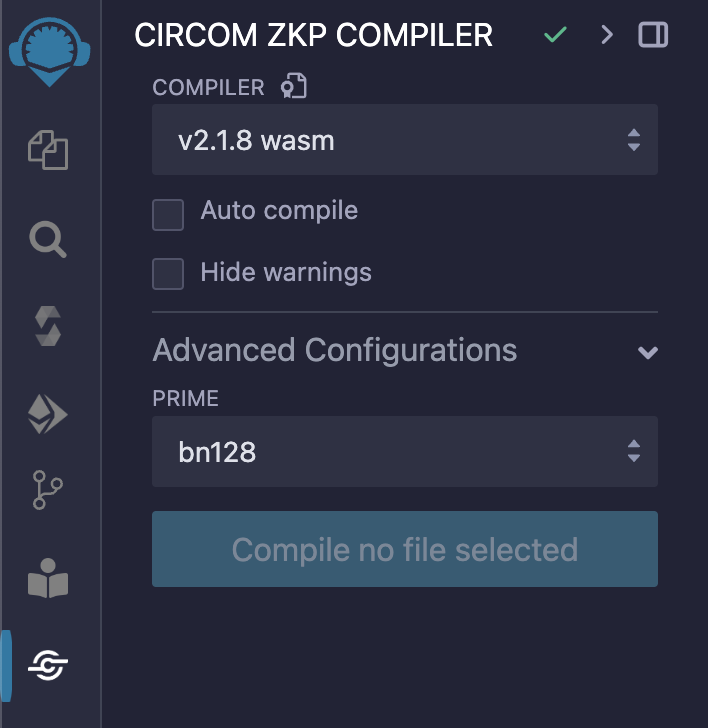 CIRCOM ZKP COMPILER
COMPILER
v2.1.8 wasm
Auto compile
Hide warnings
Advanced Configurations
PRIME
bn128
Compile no file selected